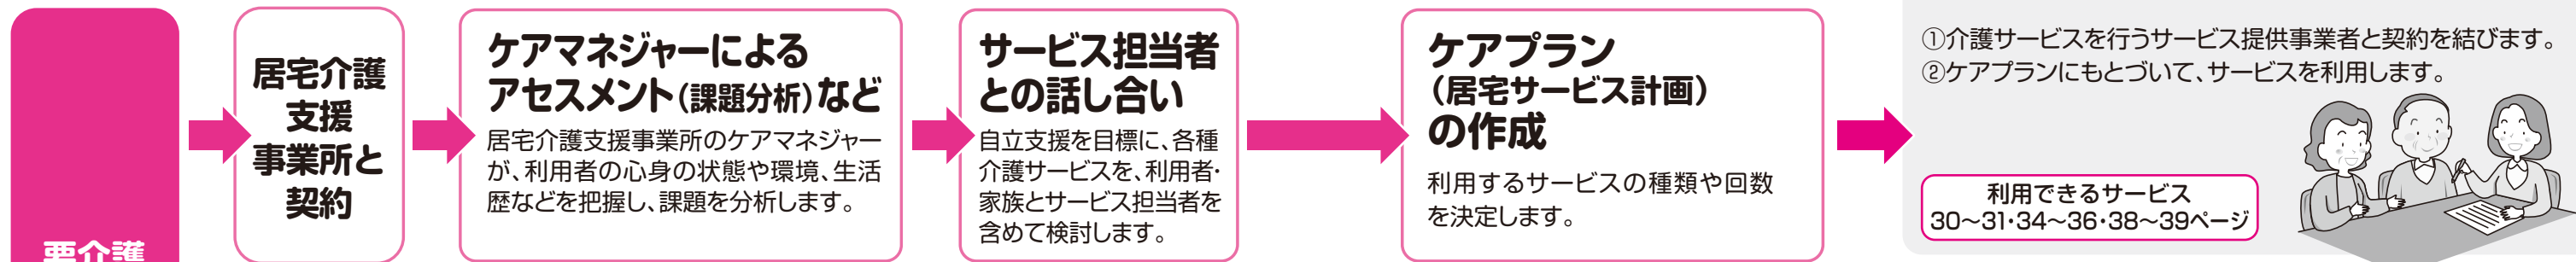 要介護
居宅介護
支援
事業所と
契約
ケアマネジャーによる
アセスメント(課題分析)など
居宅介護支援事業所のケアマネジャー
が、利用者の心身の状態や環境、生活
歴などを把握し、課題を分析します。
サービス担当者
との話し合い
自立支援を目標に、各種
介護サービスを、利用者・
家族とサービス担当者を
含めて検討します。
ケアプラン
(居宅サービス計画)
の作成
利用するサービスの種類や回数
を決定します。
①介護サービスを行うサービス提供事業者と契約を結びます。
②ケアプランにもとづいて、サービスを利用します。
利用できるサービス
30〜31・34〜36・38〜39ページ